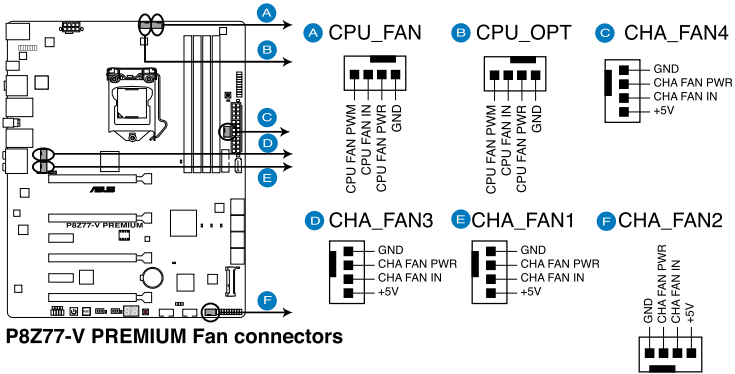 A
B
C
D
E
F
ASUS
P8Z77-V PREMIUM
P8Z77-V PREMIUM Fan connectors
A CPU_FAN
CPU FAN PWM
CPU FAN IN
CPU FAN PWR
GND
B CPU_OPT
CPU FAN PWM
CPU FAN IN
CPU FAN PWR
GND
C CHA_FAN4
GND
CHA FAN PWR
CHA FAN IN
+5V
D CHA_FAN3
GND
CHA FAN PWR
CHA FAN IN
+5V
E CHA_FAN1
GND
CHA FAN PWR
CHA FAN IN
+5V
F CHA_FAN2
GND
CHA FAN PWR
CHA FAN IN
+5V